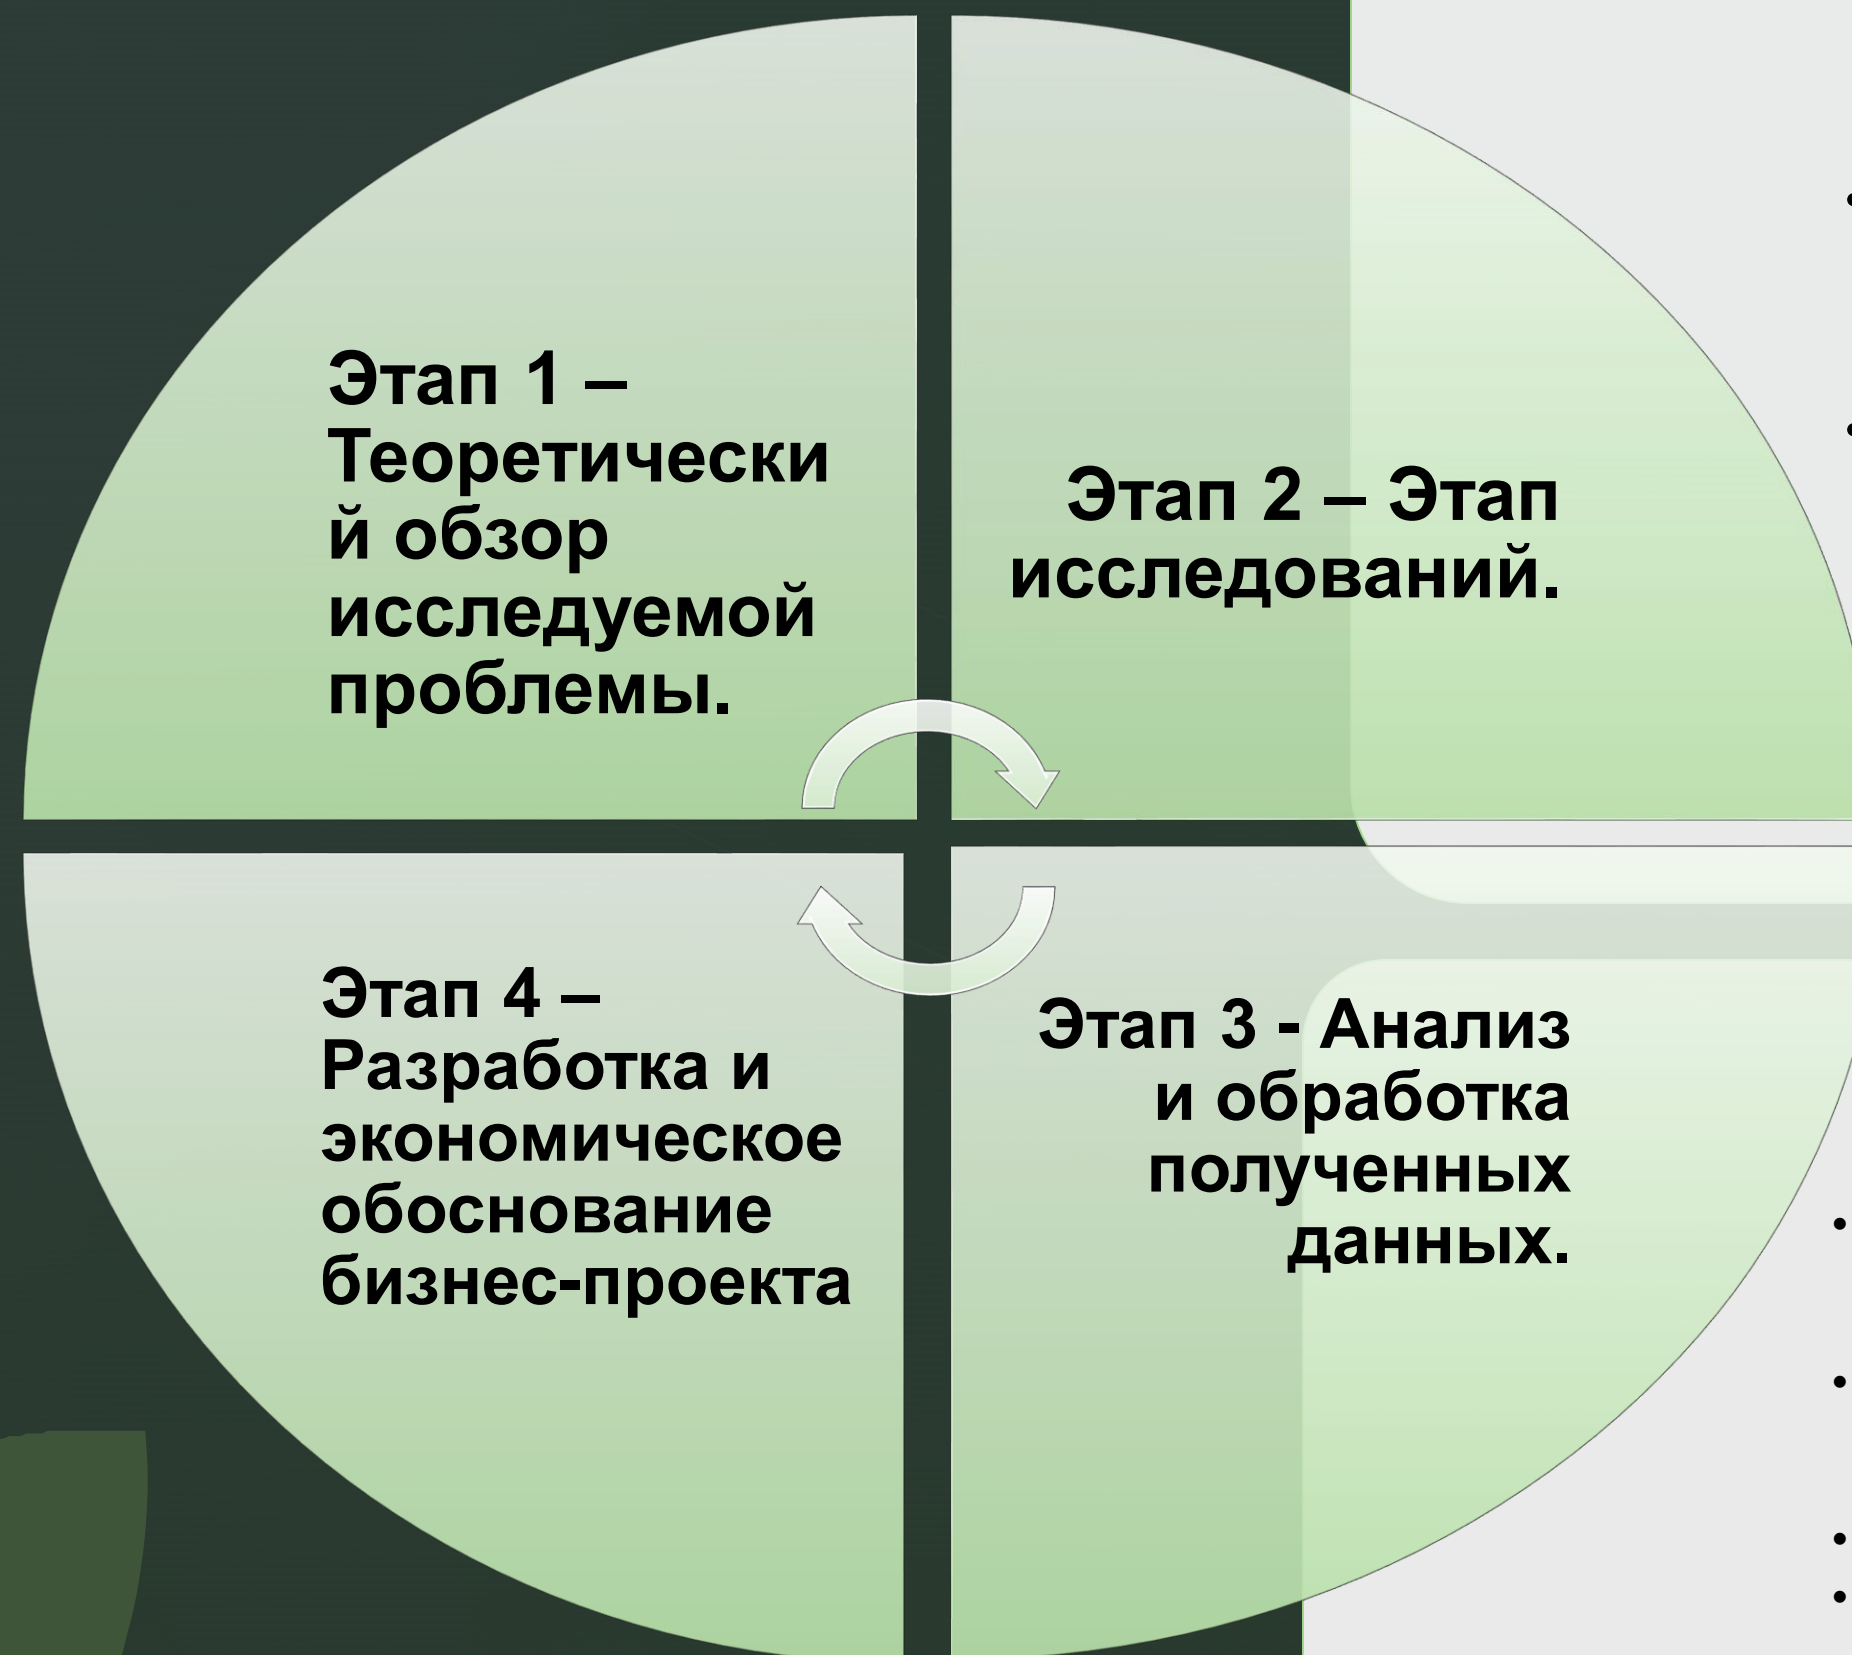 Этап 1 –
Теоретически
й обзор
исследуемой
проблемы.
Этап 2 – Этап
исследований.
Этап 4 –
Разработка и
экономическое
обоснование
бизнес-проекта
Этап 3 - Анализ
и обработка
полученных
данных.